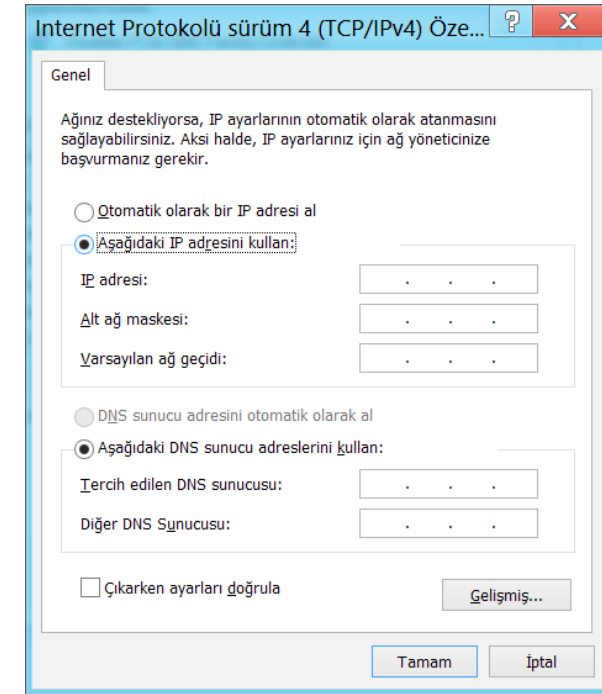 Internet Protokolü sürüm 4 (TCP/IPv4) Öze...
Genel
Ağınız destekliyorsa, IP ayarlarının otomatik olarak atanmasını
sağlayabilirsiniz. Aksi halde, IP ayarlarınız için ağ yöneticinize
başvurmanız gerekir.
Otomatik olarak bir IP adresi al
Aşağıdaki IP adresini kullan:
IP adresi:
Alt ağ maskesi:
Varsayılan ağ geçidi:
DNS sunucu adresini otomatik olarak al
Aşağıdaki DNS sunucu adreslerini kullan:
Tercih edilen DNS sunucusu:
Diğer DNS Sunucusu:
Çıkarken ayarları doğrula
Gelişmiş...
Tamam İptal